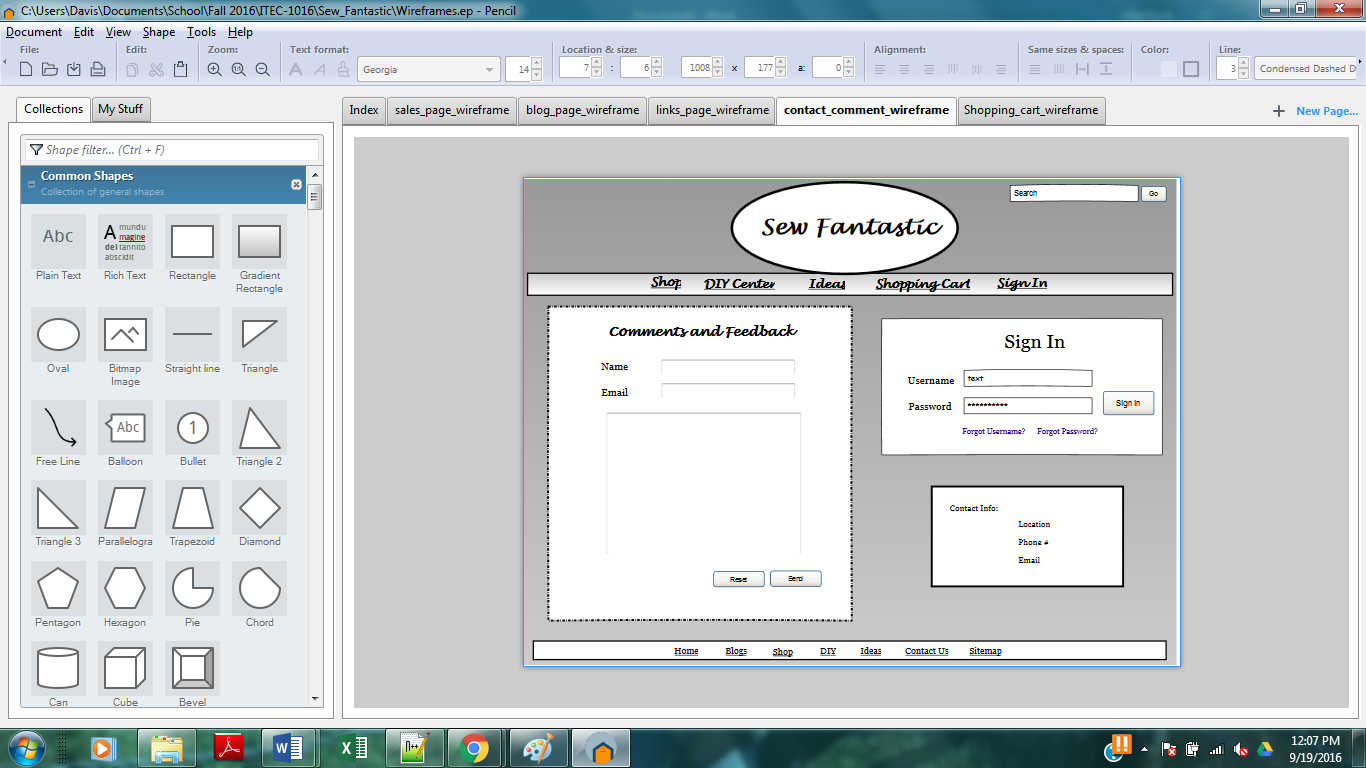 C:\Users\Davis\Documents\School\Fall 2016\ITEC-1016\Sew_Fantastic\Wireframes.ep - Pencil
Document Edit View Shape Tools Help
File: Edit: Zoom: Text format: Location & size: Alignment: Same sizes & spaces: Color: Line:
Georgia 14 7 : 6 1008 x 177 a: 0 3 Condensed Dashed D
Collections My Stuff
Index sales_page_wireframe blog_page_wireframe links_page_wireframe contact_comment_wireframe Shopping_cart_wireframe New Page...
Shape filter... (Ctrl + F)
Common Shapes
Collection of general shapes
Abc
A mundu
magine
del tannito
abscidit
Plain Text Rich Text Rectangle Gradient
Rectangle
Oval Bitmap
Image Straight line Triangle
Abc 1
Free Line Balloon Bullet Triangle 2
Triangle 3 Parallelogra Trapezoid Diamond
Pentagon Hexagon Pie Chord
Can Cube Bevel
Search Go
Sew Fantastic
Shop DIY Center Ideas Shopping Cart Sign In
Comments and Feedback
Name
Email
Reset Send
Sign In
Username text
Password **********
Sign In
Forgot Username? Forgot Password?
Contact Info:
Location
Phone #
Email
Home Blogs Shop DIY Ideas Contact Us Sitemap
12:07 PM
9/19/2016